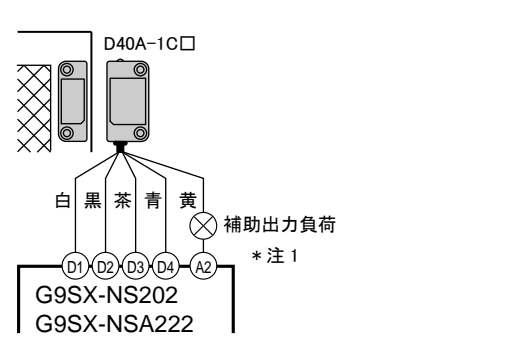 D40A-1C□
白 黒 茶 青 黄
補助出力負荷
＊注1
D1 D2 D3 D4 A2
G9SX-NS202
G9SX-NSA222